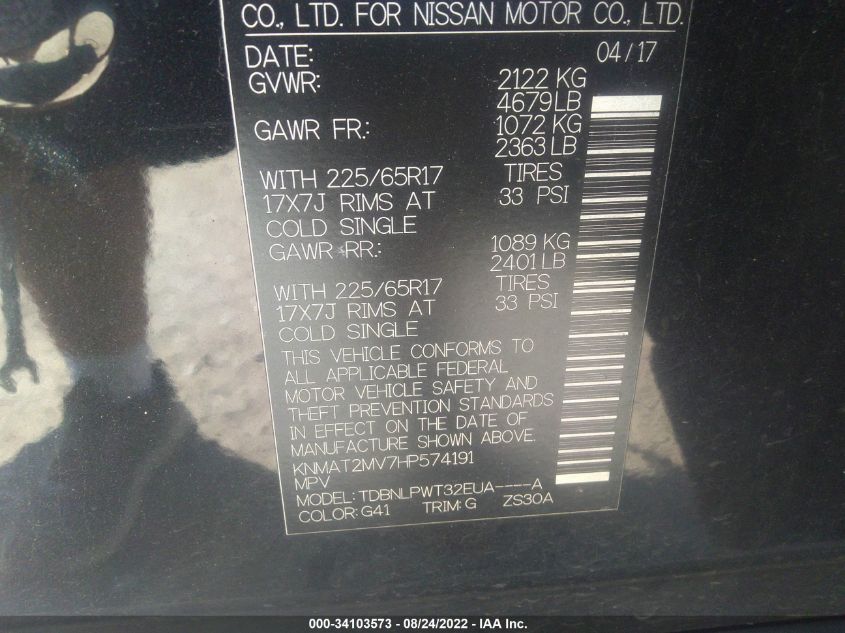 CO., LTD. FOR NISSAN MOTOR CO., LTD.
DATE: 04/17
GVWR: 2122 KG
4679LB
GAWR FR.: 1072 KG
2363 LB
WITH 225/65R17 TIRES
17X7J RIMS AT 33 PSI
COLD SINGLE
GAWR RR.: 1089 KG
2401 LB
WITH 225/65R17 TIRES
17X7J RIMS AT 33 PSI
COLD SINGLE
THIS VEHICLE CONFORMS TO
ALL APPLICABLE FEDERAL
MOTOR VEHICLE SAFETY AND
THEFT PREVENTION STANDARDS
IN EFFECT ON THE DATE OF
MANUFACTURE SHOWN ABOVE.
KNMAT2MV7HP574191
MPV
MODEL: TDBNLPWT32EUA----A
COLOR: G41 TRIM: G ZS30A
000-34103573 - 08/24/2022 - IAA Inc.